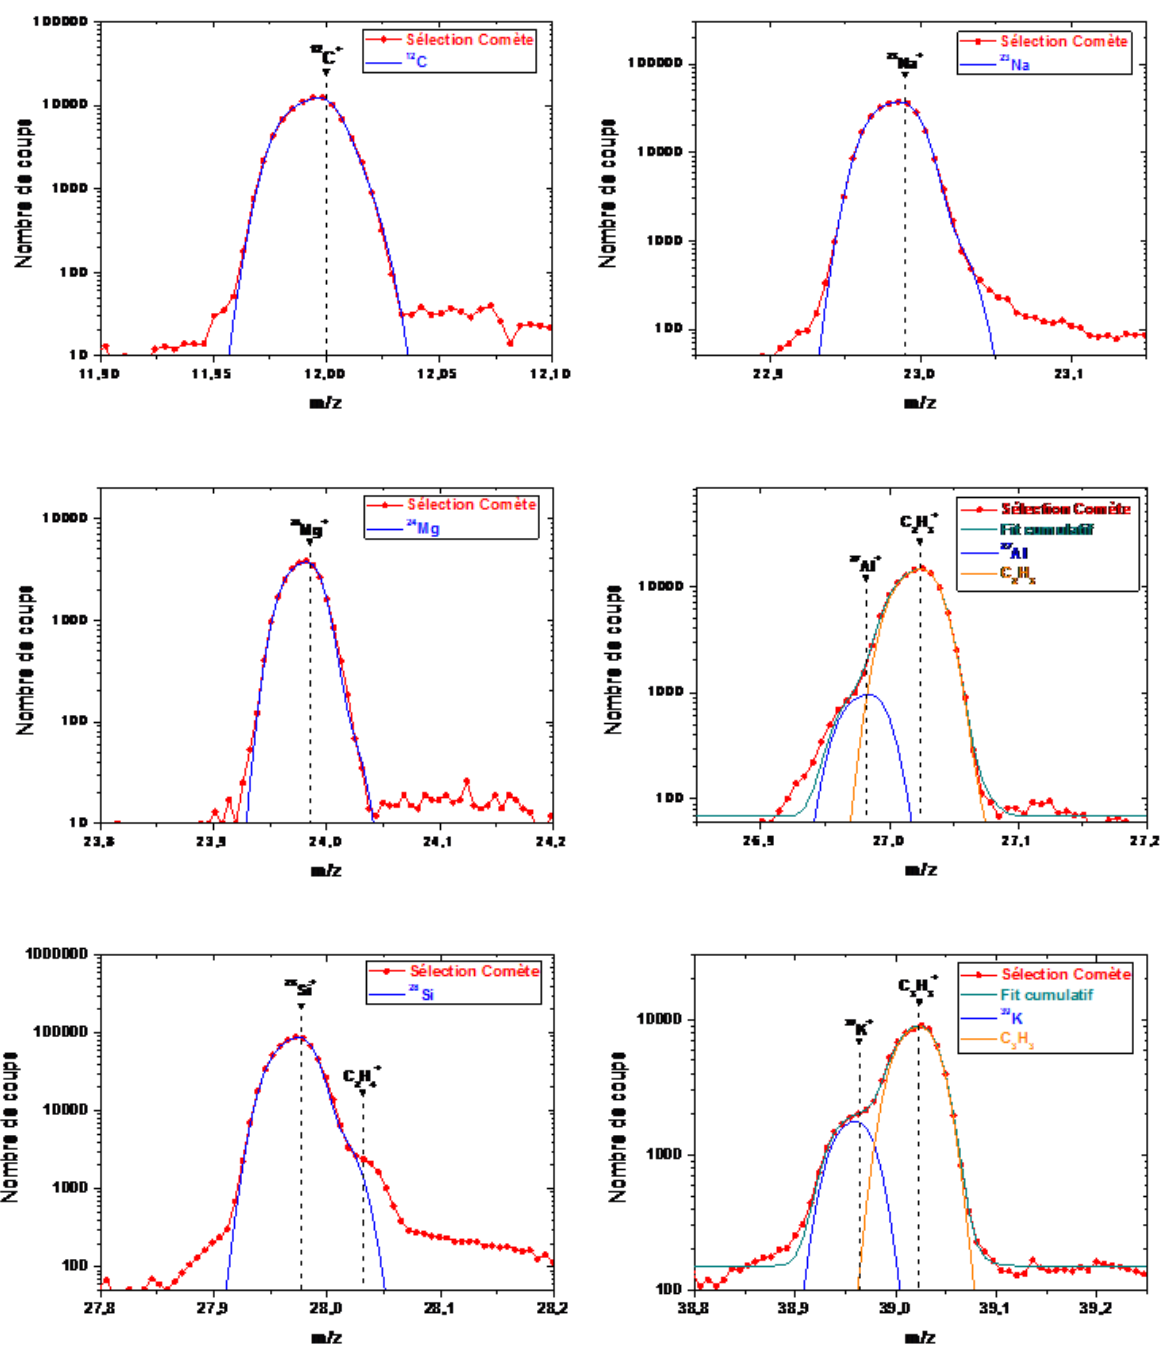 100000
10000
1000
100
10
Nombre de coups
12C+
Sélection Comète
12C
11,90
11,95
12,00
12,05
12,10
m/z
100000
10000
1000
100
Nombre de coups
23Na+
Sélection Comète
23Na
22,9
23,0
23,1
m/z
10000
1000
100
10
Nombre de coups
24Mg+
Sélection Comète
24Mg
23,8
23,9
24,0
24,1
24,2
m/z
10000
1000
100
Nombre de coups
27Al+
C2H3+
Sélection Comète
Fit cumulatif
27Al
C2H3
26,9
27,0
27,1
27,2
m/z
1000000
100000
10000
1000
100
Nombre de coups
28Si+
C2H4+
Sélection Comète
28Si
27,8
27,9
28,0
28,1
28,2
m/z
10000
1000
100
Nombre de coups
39K+
C3H3+
Sélection Comète
Fit cumulatif
39K
C3H3
38,8
38,9
39,0
39,1
39,2
m/z